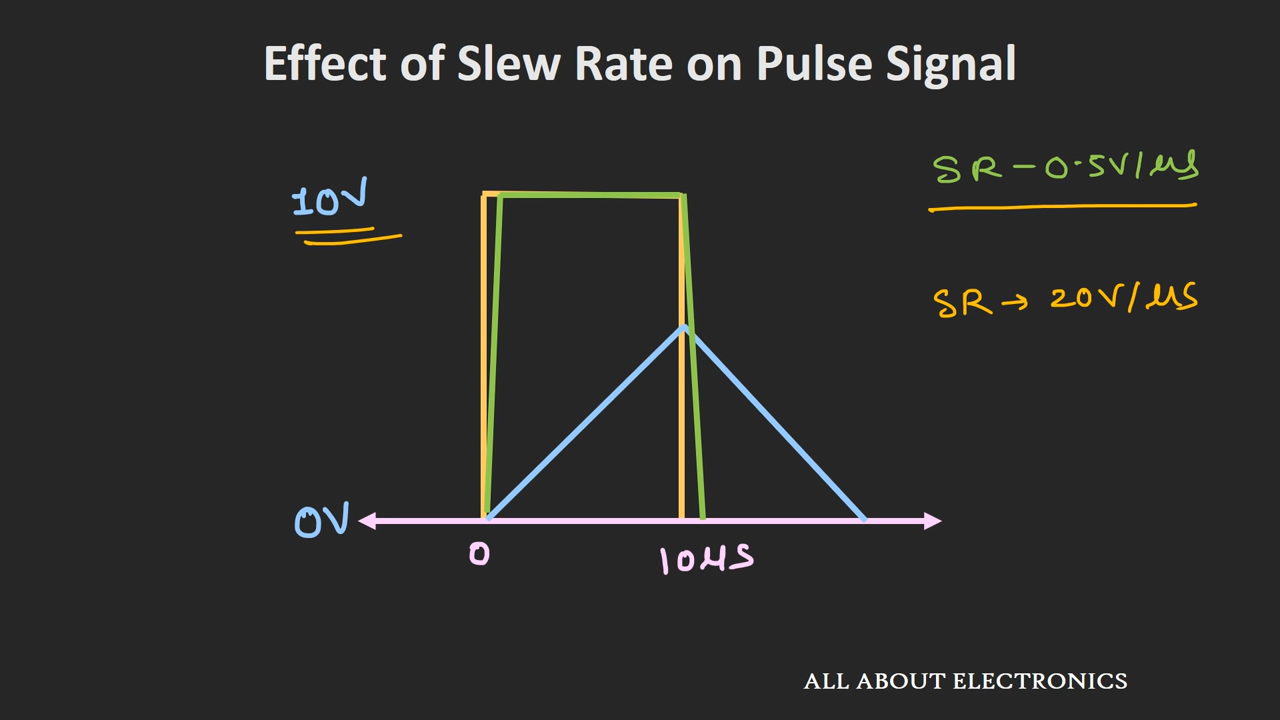 Effect of Slew Rate on Pulse Signal
SR - 0.5V/μs
10V
SR → 20V/μs
0V
0
10μs
ALL ABOUT ELECTRONICS